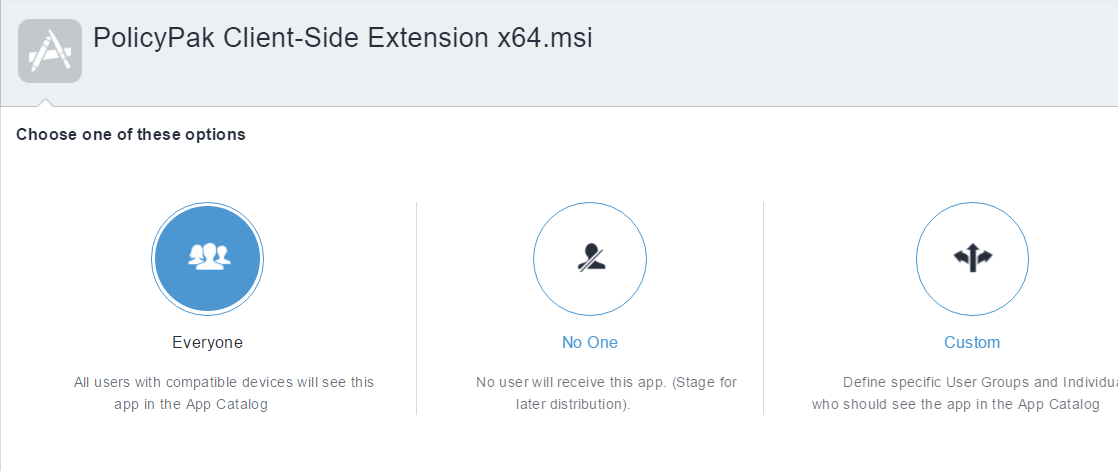 PolicyPak Client-Side Extension x64.msi
Choose one of these options
Everyone
All users with compatible devices will see this
app in the App Catalog
No One
No user will receive this app. (Stage for
later distribution).
Custom
Define specific User Groups and Individu
who should see the app in the App Catalog